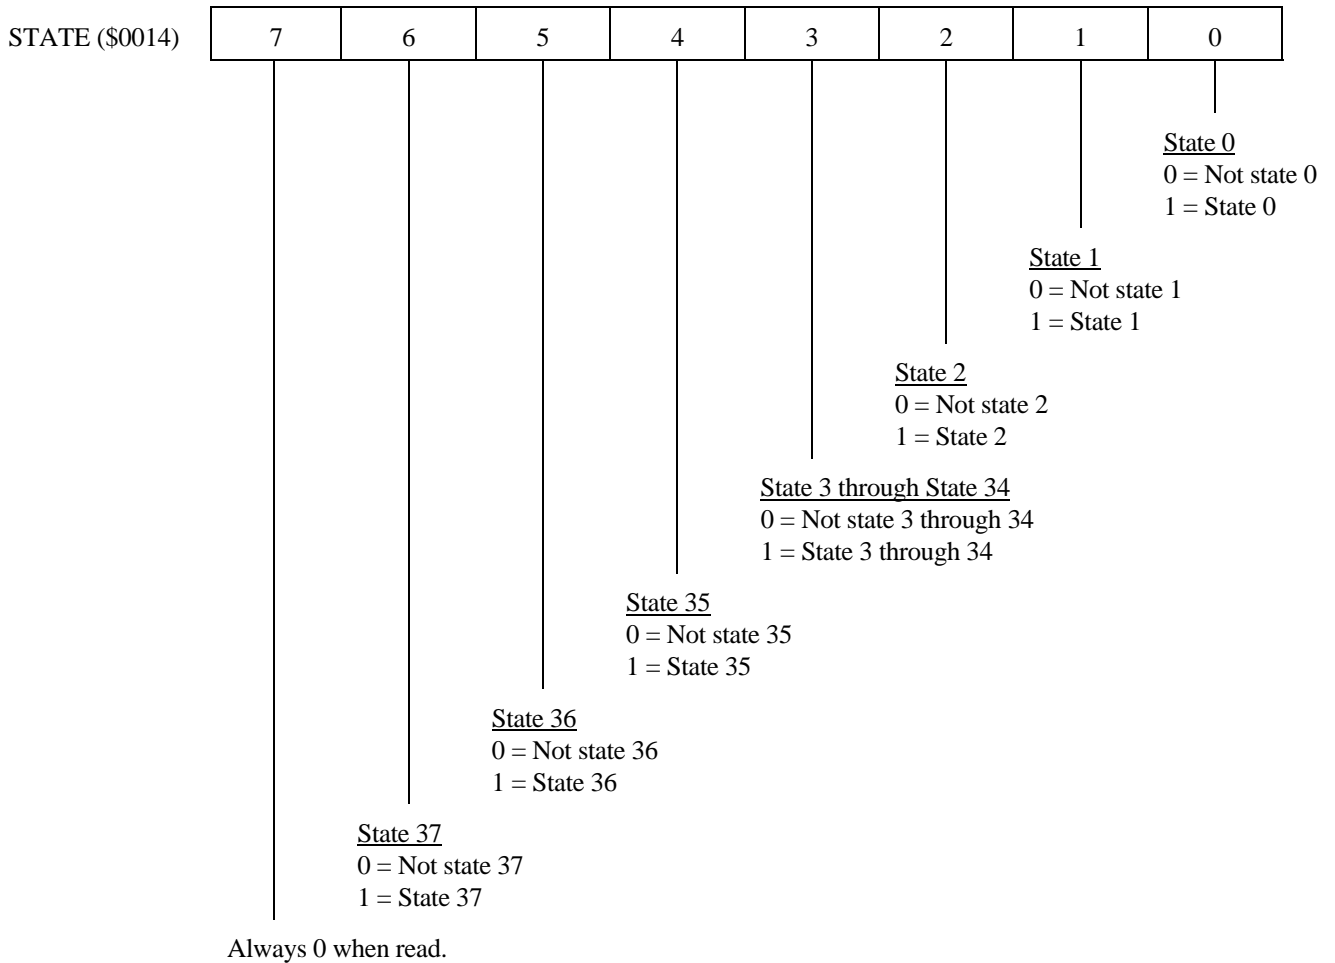 STATE ($0014) 7 6 5 4 3 2 1 0
State 0
0 = Not state 0
1 = State 0
State 1
0 = Not state 1
1 = State 1
State 2
0 = Not state 2
1 = State 2
State 3 through State 34
0 = Not state 3 through 34
1 = State 3 through 34
State 35
0 = Not state 35
1 = State 35
State 36
0 = Not state 36
1 = State 36
State 37
0 = Not state 37
1 = State 37
Always 0 when read.